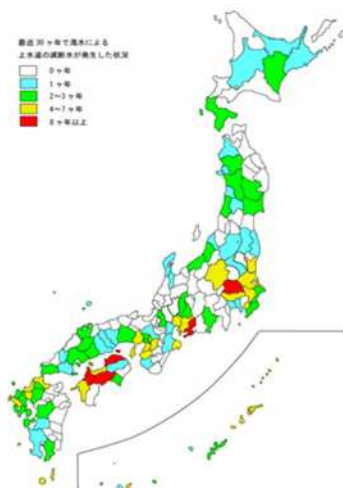 最近30ヶ年で渇水による
上水道の減断水が発生した状況
0ヶ年
1ヶ年
2~3ヶ年
4~7ヶ年
8ヶ年以上